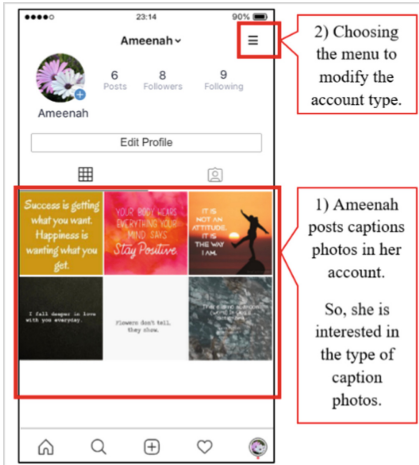 23:14
90%
Ameenah
6
8
9
Posts
Followers
Following
Ameenah
Edit Profile
Success is getting
what you want.
Happiness is
wanting what you
get.
YOUR BODY HEARS
EVERYTHING YOUR
MIND SAYS
Stay Positive
IT IS
NOT AN
ATTITUDE.
IT IS
THE WAY
I AM.
I fall deeper in love
with you everyday.
Flowers don't tell,
they show.
2) Choosing
the menu to
modify the
account type.
1) Ameenah
posts captions
photos in her
account.
So, she is
interested in
the type of
caption
photos.